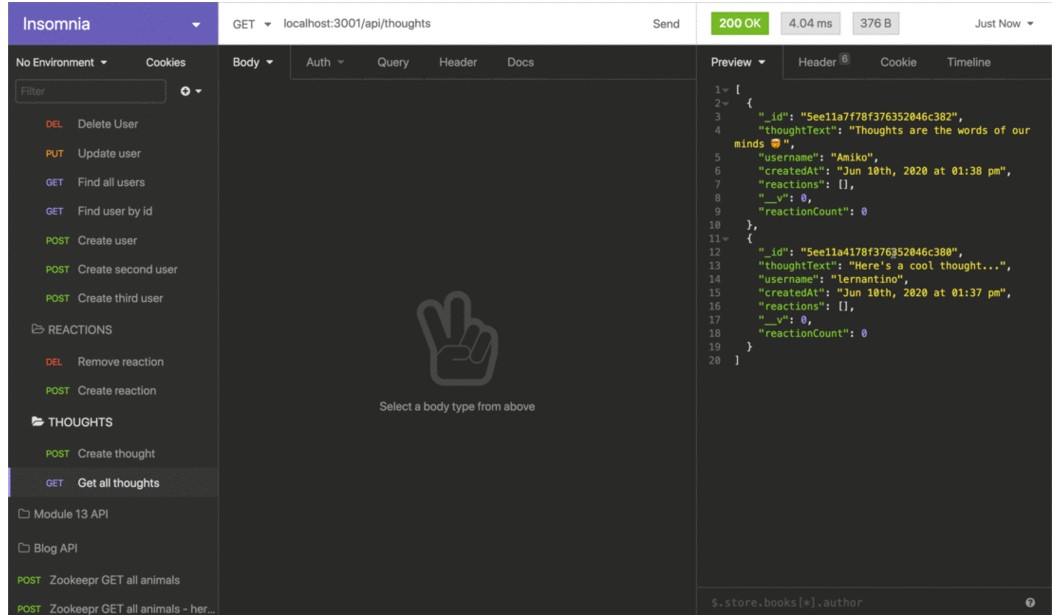 Insomnia
GET localhost:3001/api/thoughts Send
200 OK 4.04 ms 376 B Just Now
No Environment Cookies
Body Auth Query Header Docs
Preview Header 6 Cookie Timeline
Filter
DEL Delete User
PUT Update user
GET Find all users
GET Find user by id
POST Create user
POST Create second user
POST Create third user
REACTIONS
DEL Remove reaction
POST Create reaction
THOUGHTS
POST Create thought
GET Get all thoughts
Module 13 API
Blog API
POST Zookeepr GET all animals
POST Zookeepr GET all animals - her...
Select a body type from above
1 [
2 {
3 "_id": "5ee11a7f78f376352046c382",
4 "thoughtText": "Thoughts are the words of our
minds 🤯",
5 "username": "Amiko",
6 "createdAt": "Jun 10th, 2020 at 01:38 pm",
7 "reactions": [],
8 "__v": 0,
9 "reactionCount": 0
10 },
11 {
12 "_id": "5ee11a4178f376352046c380",
13 "thoughtText": "Here's a cool thought...",
14 "username": "lernantino",
15 "createdAt": "Jun 10th, 2020 at 01:37 pm",
16 "reactions": [],
17 "__v": 0,
18 "reactionCount": 0
19 }
20 ]
$.store.books[*].author